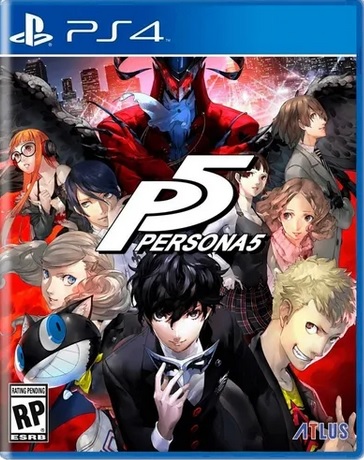 PS4
P5
PERSONA5
RATING PENDING
RP
ESRB
ATLUS